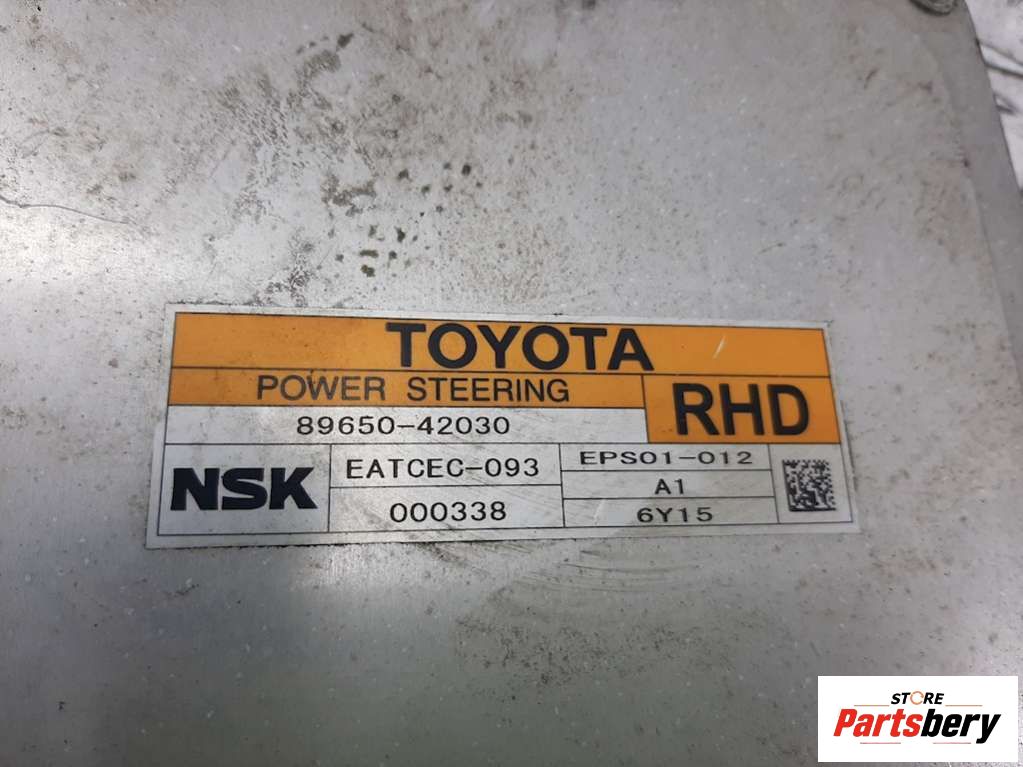 TOYOTA
POWER STEERING
RHD
89650-42030
NSK
EATCEC-093
EPS01-012
A1
000338
6Y15
STORE
Partsbery